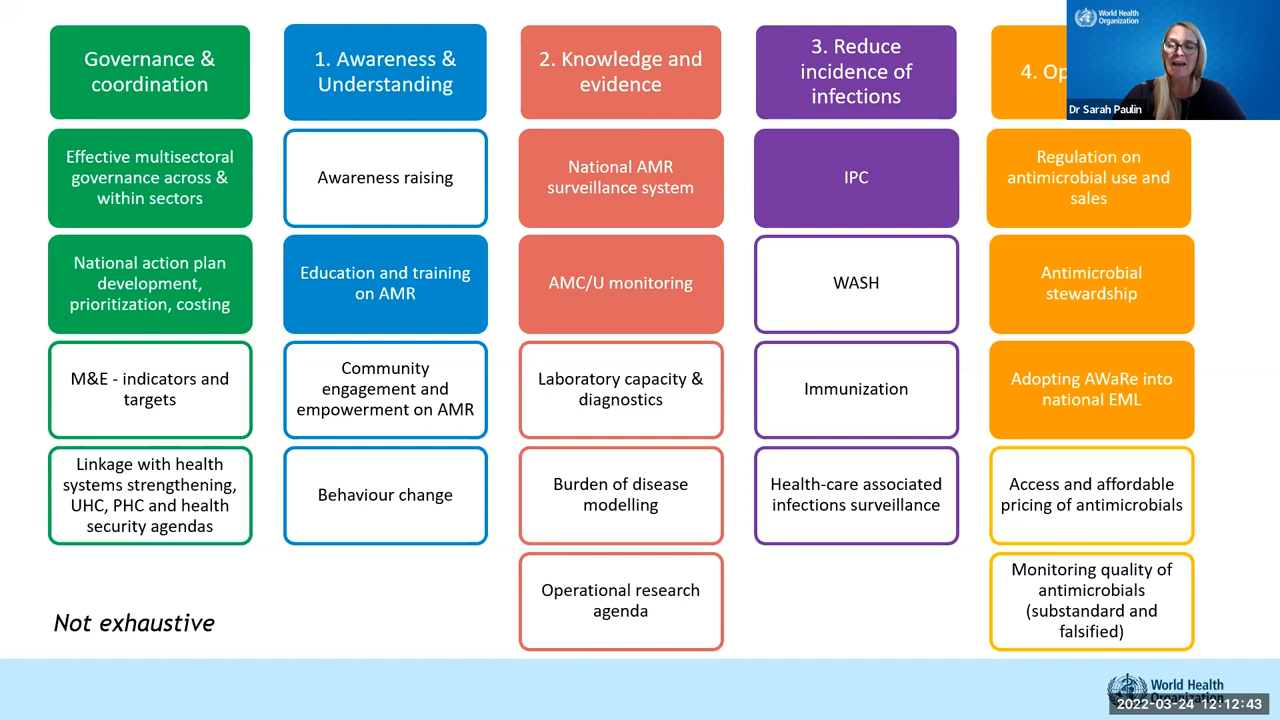 Governance &
coordination
Effective multisectoral
governance across &
within sectors
National action plan
development,
prioritization, costing
M&E - indicators and
targets
Linkage with health
systems strengthening,
UHC, PHC and health
security agendas
1. Awareness &
Understanding
Awareness raising
Education and training
on AMR
Community
engagement and
empowerment on AMR
Behaviour change
2. Knowledge and
evidence
National AMR
surveillance system
AMC/U monitoring
Laboratory capacity &
diagnostics
Burden of disease
modelling
Operational research
agenda
3. Reduce
incidence of
infections
IPC
WASH
Immunization
Health-care associated
infections surveillance
4. Op
Regulation on
antimicrobial use and
sales
Antimicrobial
stewardship
Adopting AWaRe into
national EML
Access and affordable
pricing of antimicrobials
Monitoring quality of
antimicrobials
(substandard and
falsified)
World Health
Organization
Dr Sarah Paulin
Not exhaustive
World Health
Organization
2022-03-24 12:12:43